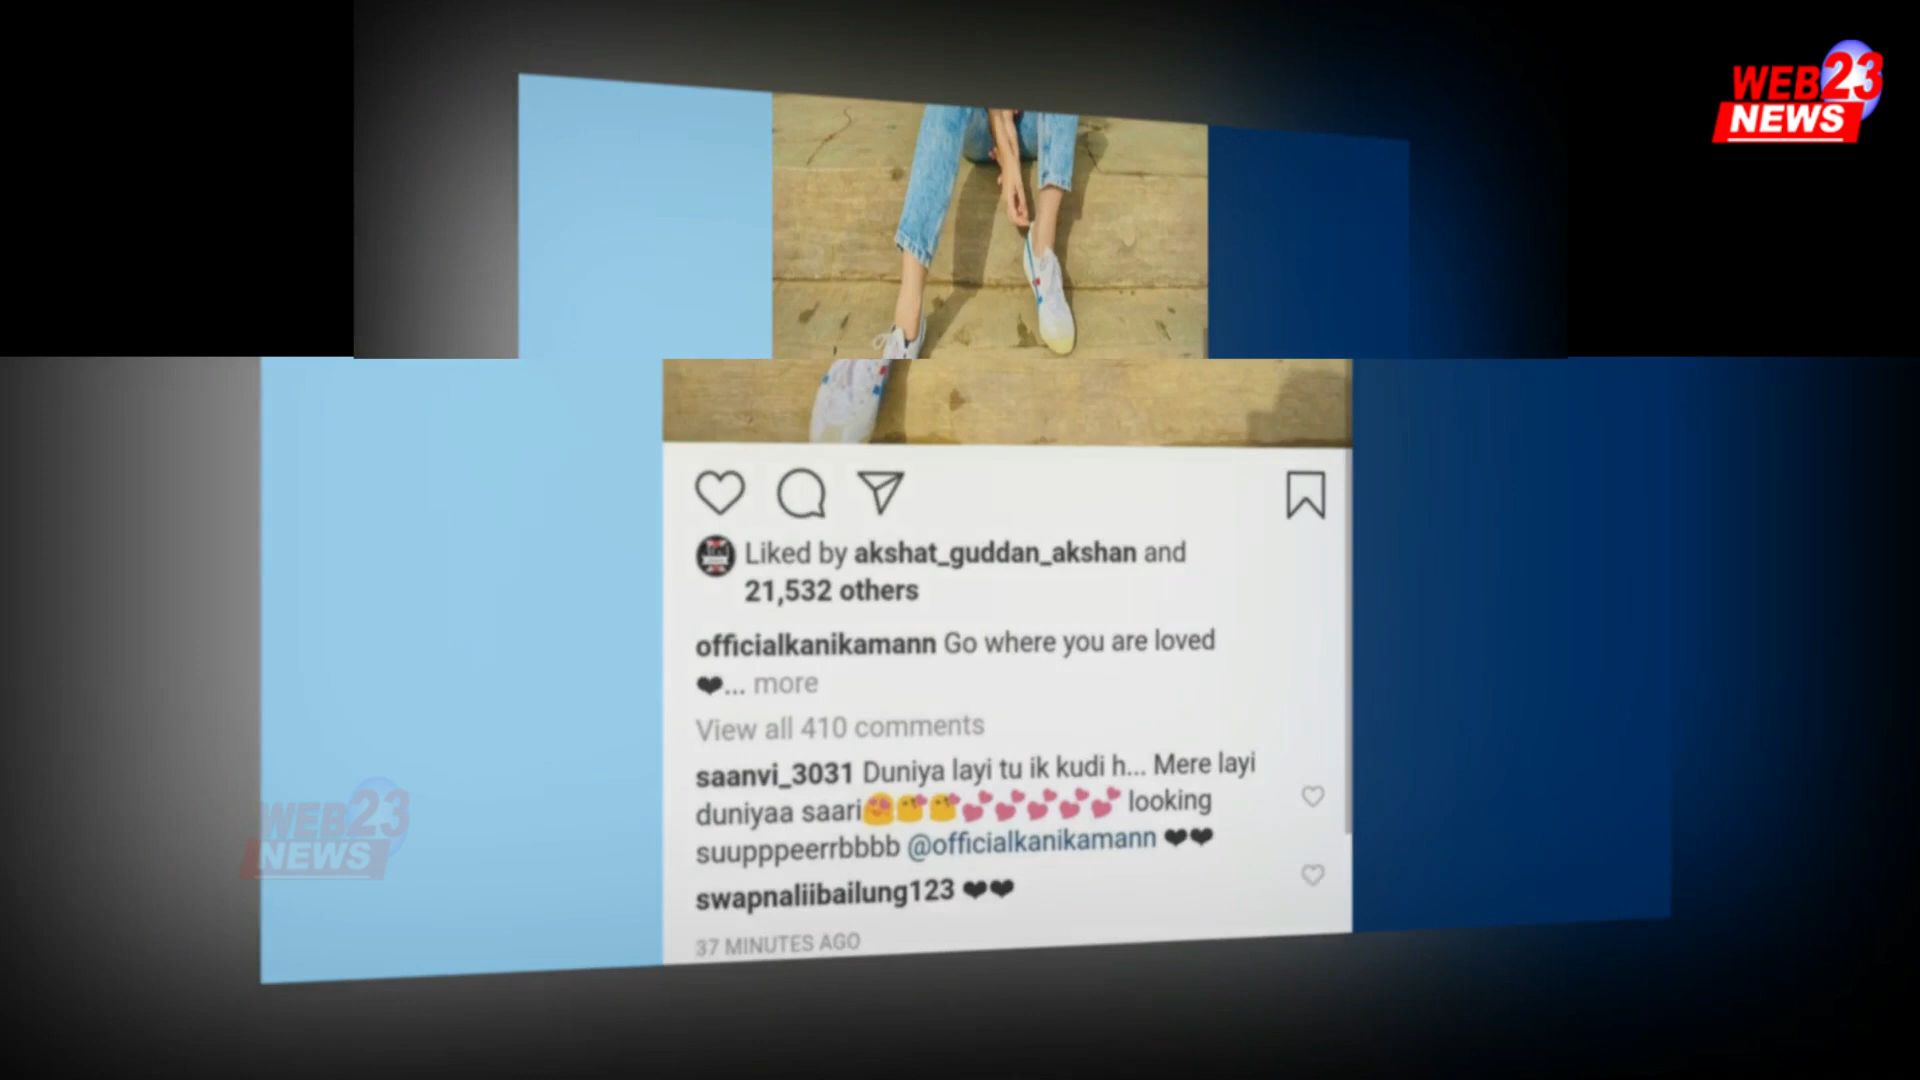 WEB23
NEWS
Liked by akshat_guddan_akshan and
21,532 others
officialkanikamann Go where you are loved
❤... more
View all 410 comments
saanvi_3031 Duniya layi tu ik kudi h... Mere layi
duniyaa saari😍😘😘💕💕💕💕💕 looking
suupppeerrbbbb @officialkanikamann ❤❤
swapnaliibailung123 ❤❤
37 MINUTES AGO
WEB23
NEWS